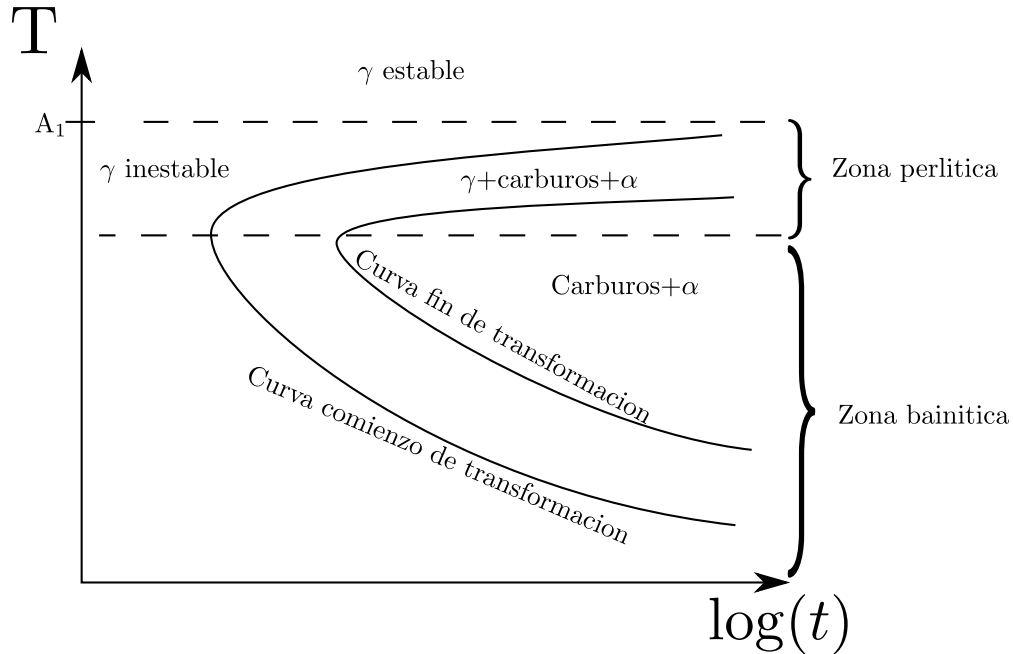 T
γ estable
A₁
γ inestable
γ+carburos+α
Zona perlitica
Curva fin de transformacion
Carburos+α
Curva comienzo de transformacion
Zona bainitica
log(t)